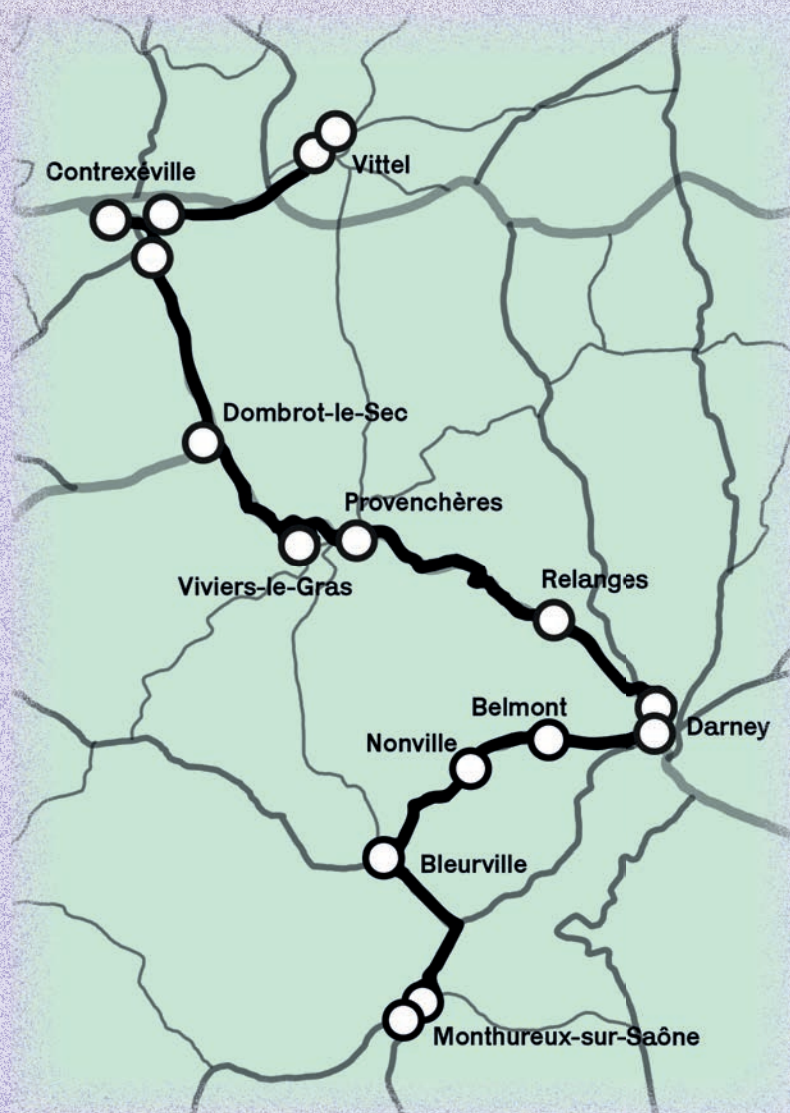 Contrexéville
Vittel
Dombrot-le-Sec
Provenchères
Viviers-le-Gras
Relanges
Belmont
Darney
Nonville
Bleurville
Monthureux-sur-Saône